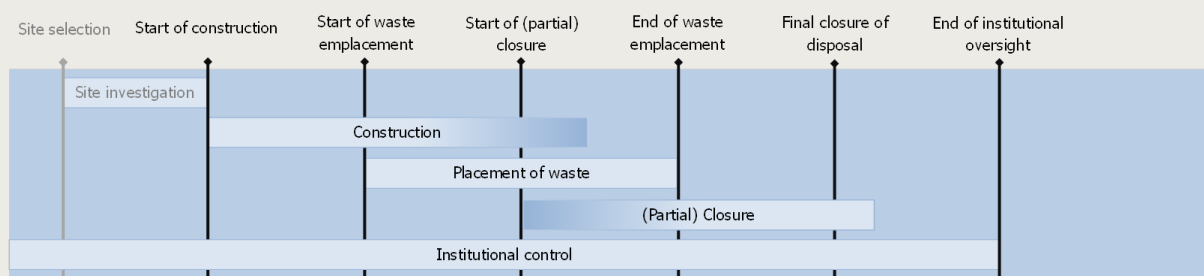 Site selection
Start of construction
Start of waste
emplacement
Start of (partial)
closure
End of waste
emplacement
Final closure of
disposal
End of institutional
oversight
Site investigation
Construction
Placement of waste
(Partial) Closure
Institutional control